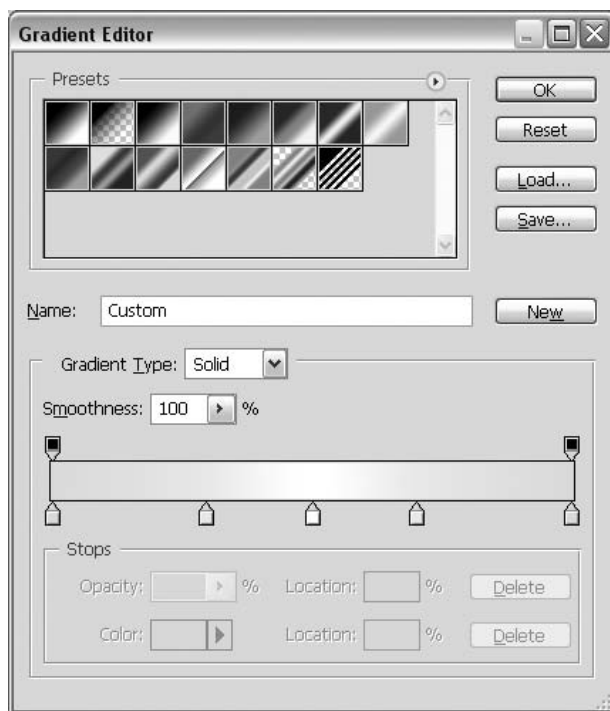 Gradient Editor
Presets
OK
Reset
Load...
Save...
Name: Custom
New
Gradient Type: Solid
Smoothness: 100 %
Stops
Opacity: % Location: % Delete
Color: Location: % Delete